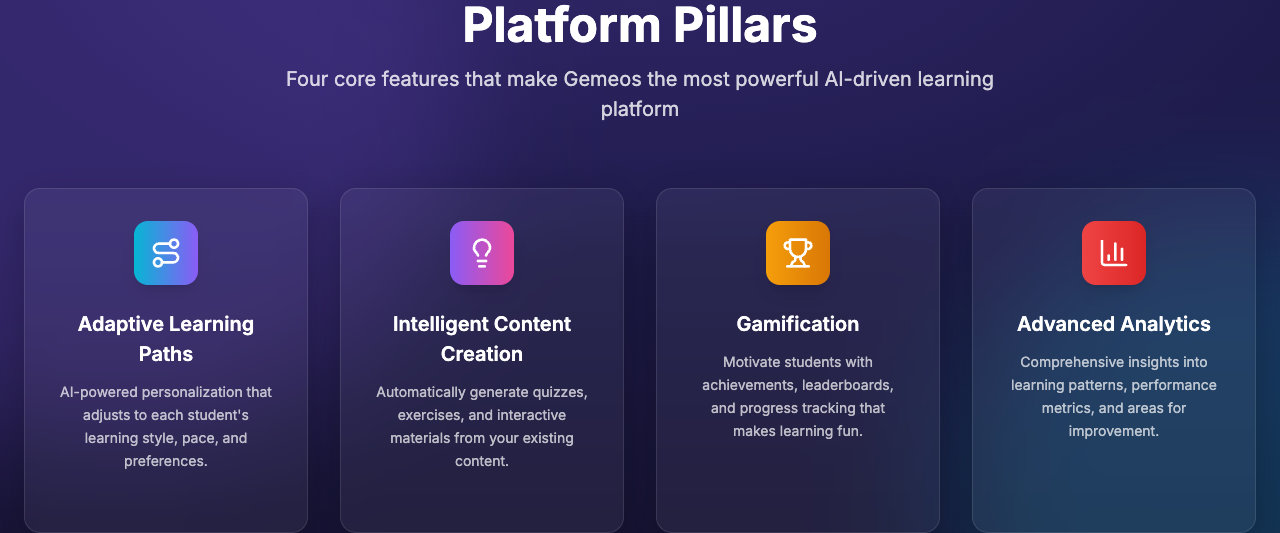 Platform Pillars
Four core features that make Gemeos the most powerful AI-driven learning
platform
Adaptive Learning
Paths
AI-powered personalization that
adjusts to each student's
learning style, pace, and
preferences.
Intelligent Content
Creation
Automatically generate quizzes,
exercises, and interactive
materials from your existing
content.
Gamification
Motivate students with
achievements, leaderboards,
and progress tracking that
makes learning fun.
Advanced Analytics
Comprehensive insights into
learning patterns, performance
metrics, and areas for
improvement.